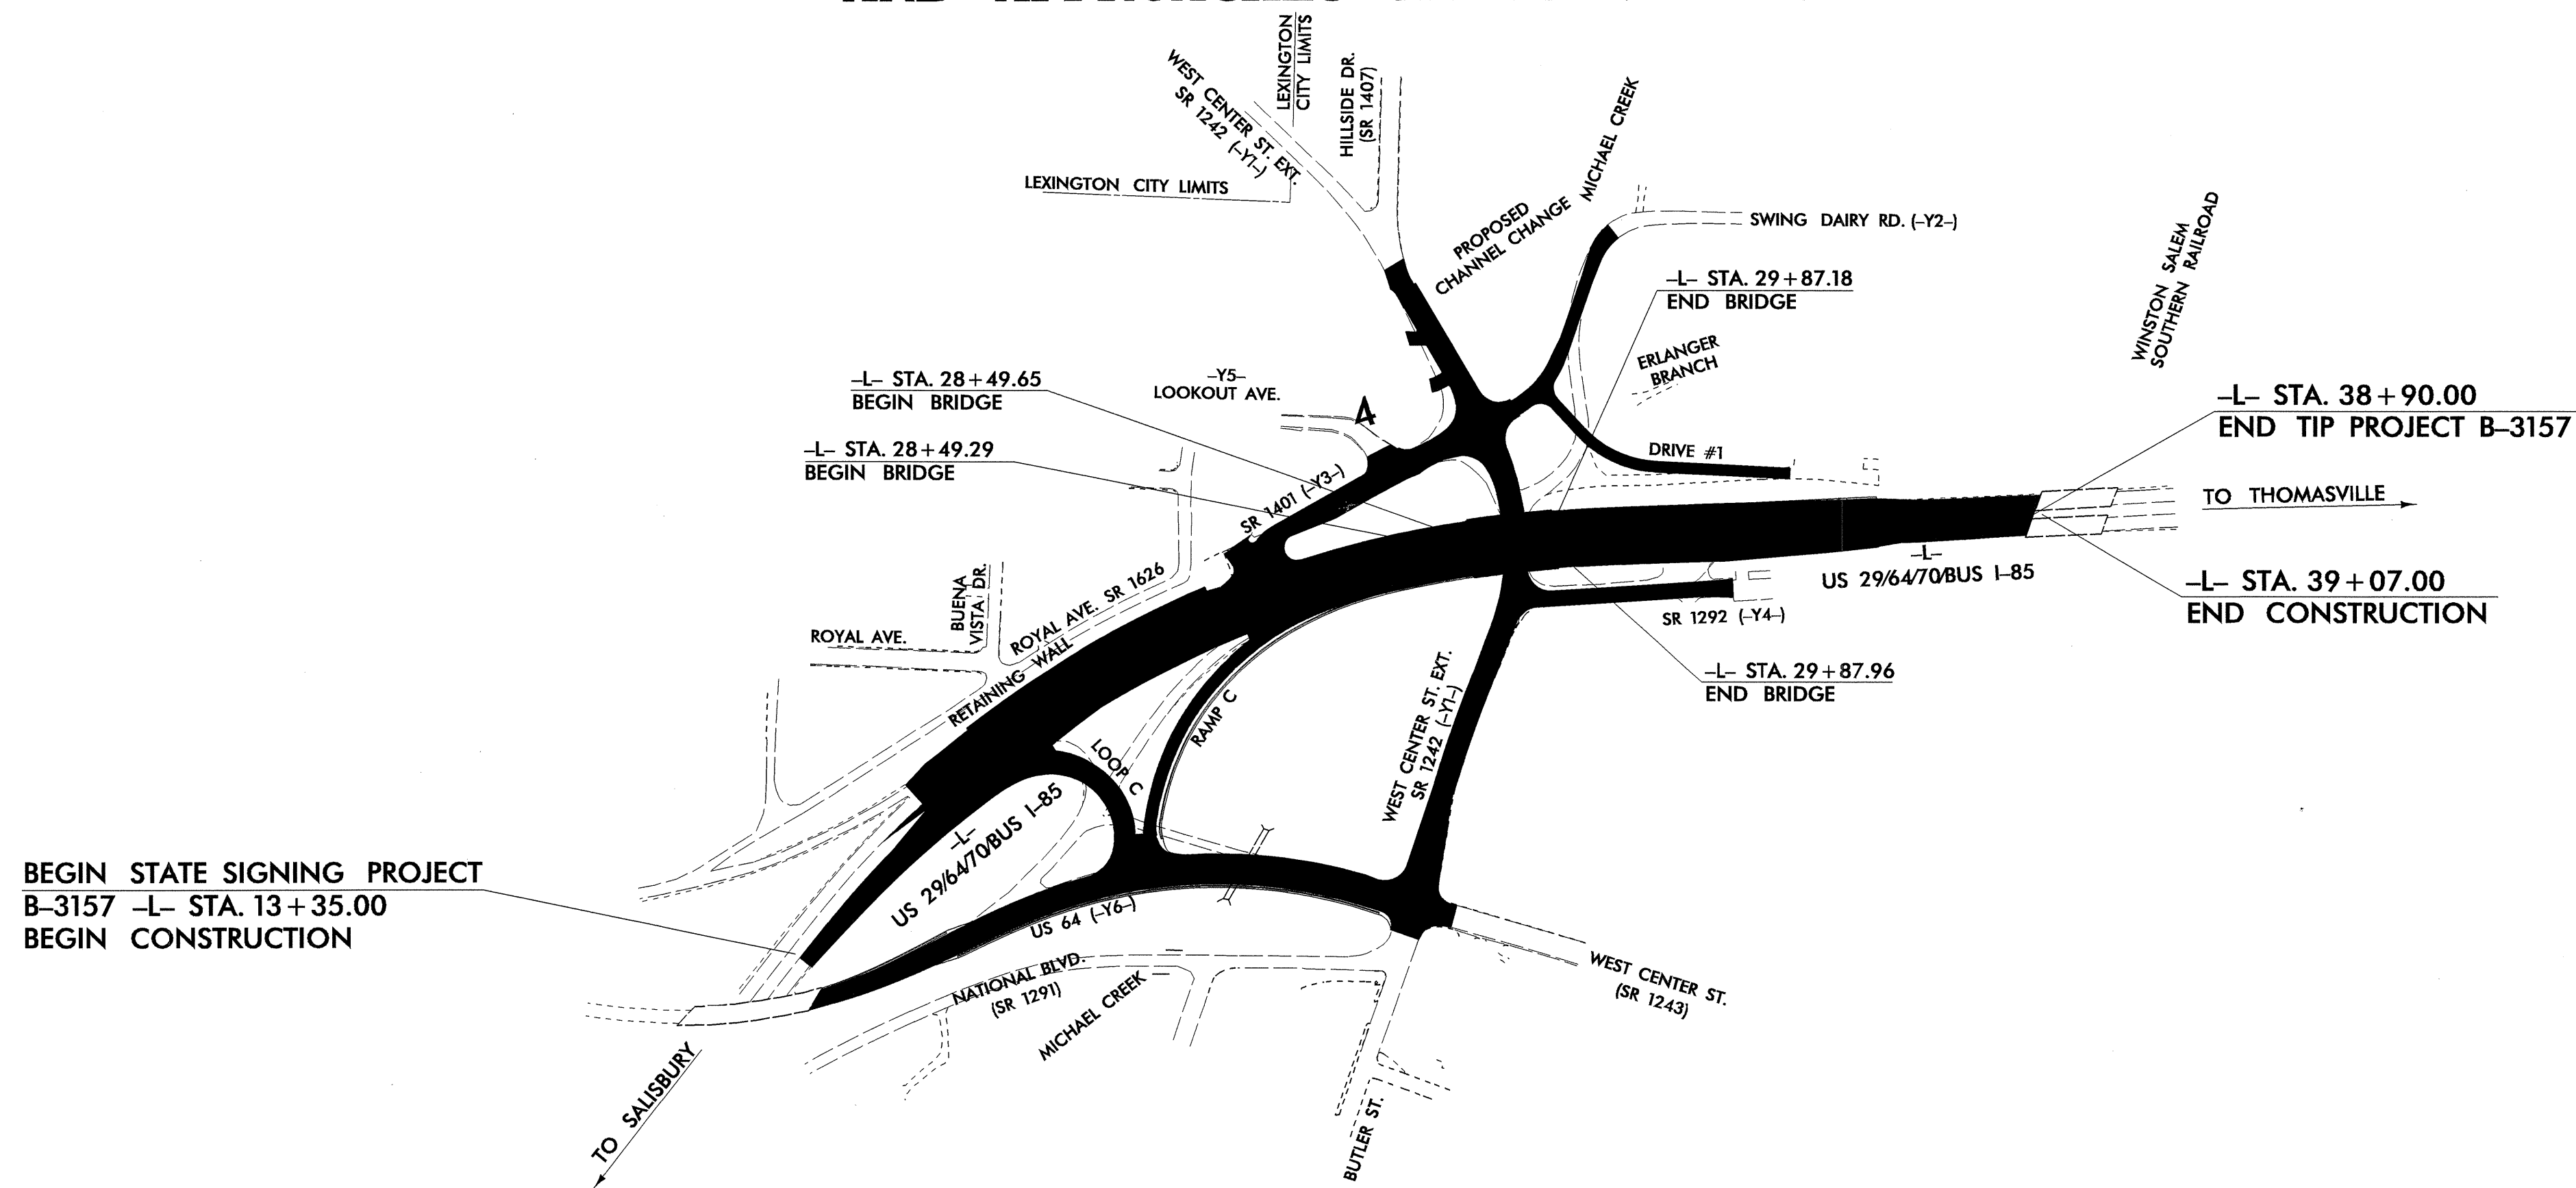 LEXINGTON
CITY LIMITS
HILLSIDE DR.
(SR 1407)
WEST CENTER ST. EXT.
SR 1242 (-Y1-)
LEXINGTON CITY LIMITS
PROPOSED
CHANNEL CHANGE
MICHAEL CREEK
SWING DAIRY RD. (-Y2-)
WINSTON SALEM
SOUTHERN RAILROAD
-L- STA. 29+87.18
END BRIDGE
ERLANGER
BRANCH
-L- STA. 28+49.65
BEGIN BRIDGE
-Y5-
LOOKOUT AVE.
4
-L- STA. 38+90.00
END TIP PROJECT B-3157
-L- STA. 28+49.29
BEGIN BRIDGE
DRIVE #1
SR 1401 (-Y3-)
TO THOMASVILLE
-L-
US 29/64/70/BUS I-85
-L- STA. 39+07.00
END CONSTRUCTION
BUENA
VISTA DR.
ROYAL AVE. SR 1626
ROYAL AVE.
RETAINING WALL
SR 1292 (-Y4-)
-L- STA. 29+87.96
END BRIDGE
RAMP C
LOOP C
WEST CENTER ST. EXT.
SR 1242 (-Y1-)
-L-
US 29/64/70/BUS I-85
BEGIN STATE SIGNING PROJECT
B-3157 -L- STA. 13+35.00
BEGIN CONSTRUCTION
US 64 (-Y6-)
NATIONAL BLVD.
(SR 1291)
MICHAEL CREEK
WEST CENTER ST.
(SR 1243)
TO SALISBURY
BUTLER ST.